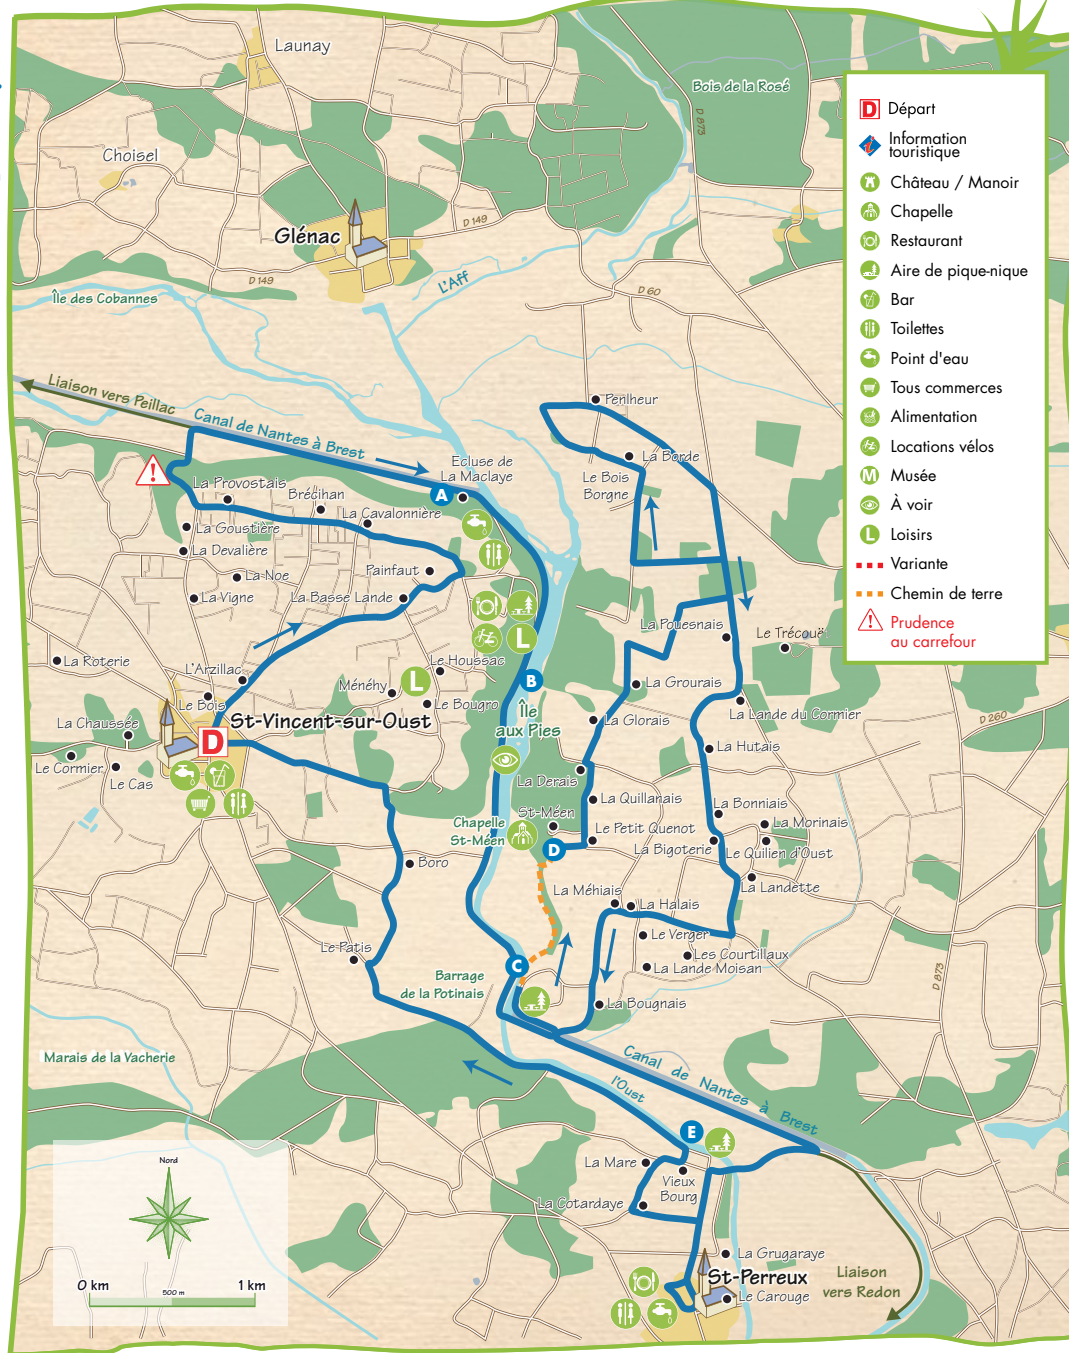 Launay
Bois de la Rosé
D 873
Choisel
Glénac
D 149
D 149
L'Aff
D 60
Île des Cobannes
D
Départ
i
Information
touristique
Château / Manoir
Chapelle
Restaurant
Aire de pique-nique
Bar
Toilettes
Point d'eau
Tous commerces
Alimentation
Locations vélos
M
Musée
À voir
L
Loisirs
Variante
Chemin de terre
!
Prudence
au carrefour
Liaison vers Peillac
Canal de Nantes à Brest
Penlheur
La Borde
Le Bois
Borgne
Ecluse de
La Maclaye
A
!
La Provostais
Brécihan
La Cavalonnière
La Goustière
La Devalière
La Noe
Painfaut
La Vigne
La Basse Lande
L
La Pouesnais
Le Trécouë
La Roterie
L'Arzillac
Le Houssac
Ménéhy
L
Le Bois
Le Bougro
B
La Grourais
La Lande du Cormier
D 260
La Chaussée
St-Vincent-sur-Oust
D
Île
aux Pies
La Glorais
La Hutais
Le Cormier
Le Cas
La Derais
La Quillanais
La Bonniais
Chapelle
St-Méen
St-Méen
La Morinais
Le Petit Quenot
D
La Bigoterie
Le Quilien d'Oust
Boro
La Méhiais
La Landette
La Halais
Le Verger
Le Patis
Les Courtillaux
C
La Lande Moisan
D 873
Barrage
de la Potinais
La Bougnais
Marais de la Vacherie
Canal de Nantes à Brest
l'Oust
E
La Mare
Vieux
Bourg
La Cotardaye
Nord
0 km
500 m
1 km
La Grugaraye
St-Perreux
Le Carouge
Liaison
vers Redon